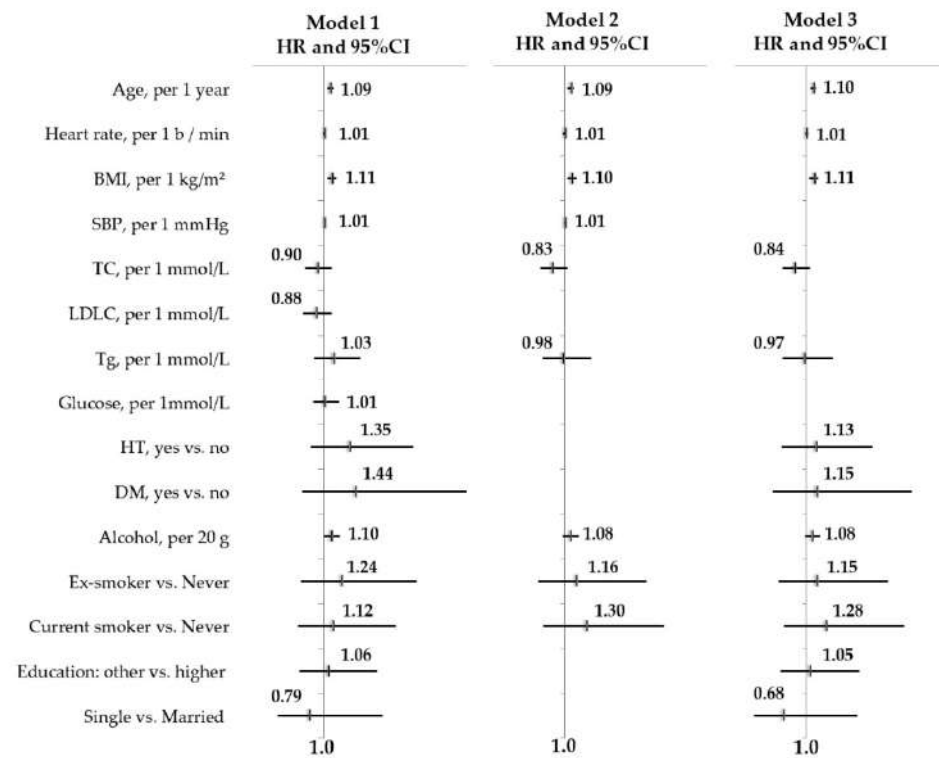 Model 1 Model 2 Model 3
HR and 95%CI HR and 95%CI HR and 95%CI
Age, per 1 year 1.09 1.09 1.10
Heart rate, per 1 b / min 1.01 1.01 1.01
BMI, per 1 kg/m² 1.11 1.10 1.11
SBP, per 1 mmHg 1.01 1.01
TC, per 1 mmol/L 0.90 0.83 0.84
LDLC, per 1 mmol/L 0.88
Tg, per 1 mmol/L 1.03 0.98 0.97
Glucose, per 1mmol/L 1.01
HT, yes vs. no 1.35 1.13
DM, yes vs. no 1.44 1.15
Alcohol, per 20 g 1.10 1.08 1.08
Ex-smoker vs. Never 1.24 1.16 1.15
Current smoker vs. Never 1.12 1.30 1.28
Education: other vs. higher 1.06 1.05
Single vs. Married 0.79 0.68
1.0 1.0 1.0